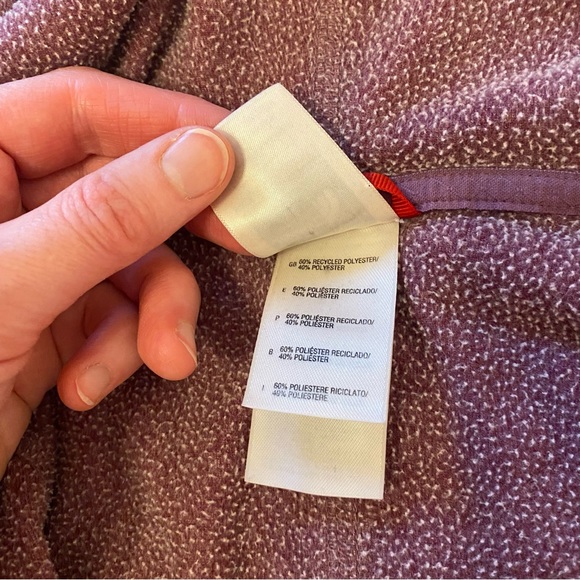 GB 60% RECYCLED POLYESTER/
40% POLYESTER
E 60% POLIÉSTER RECICLADO/
40% POLIÉSTER
P 60% POLIÉSTER RECICLADO/
40% POLIÉSTER
B 60% POLIÉSTER RECICLADO/
40% POLIÉSTER
I 60% POLIESTERE RICICLATO/
40% POLIESTERE